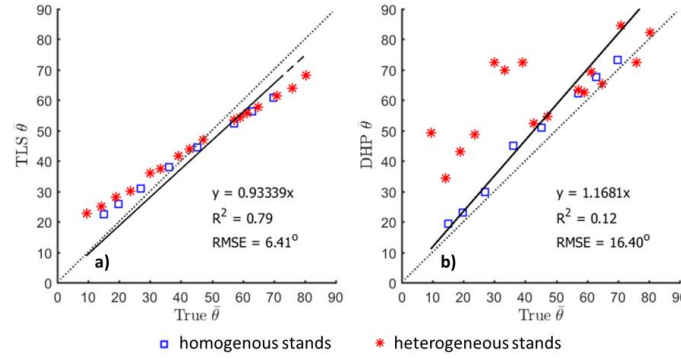 90
80
70
60
50
40
30
20
10
0
TLS θ̄
y = 0.93339x
R² = 0.79
RMSE = 6.41°
a)
0 10 20 30 40 50 60 70 80 90
True θ̄
90
80
70
60
50
40
30
20
10
0
DHP θ̄
y = 1.1681x
R² = 0.12
RMSE = 16.40°
b)
0 10 20 30 40 50 60 70 80 90
True θ̄
homogenous stands
heterogeneous stands